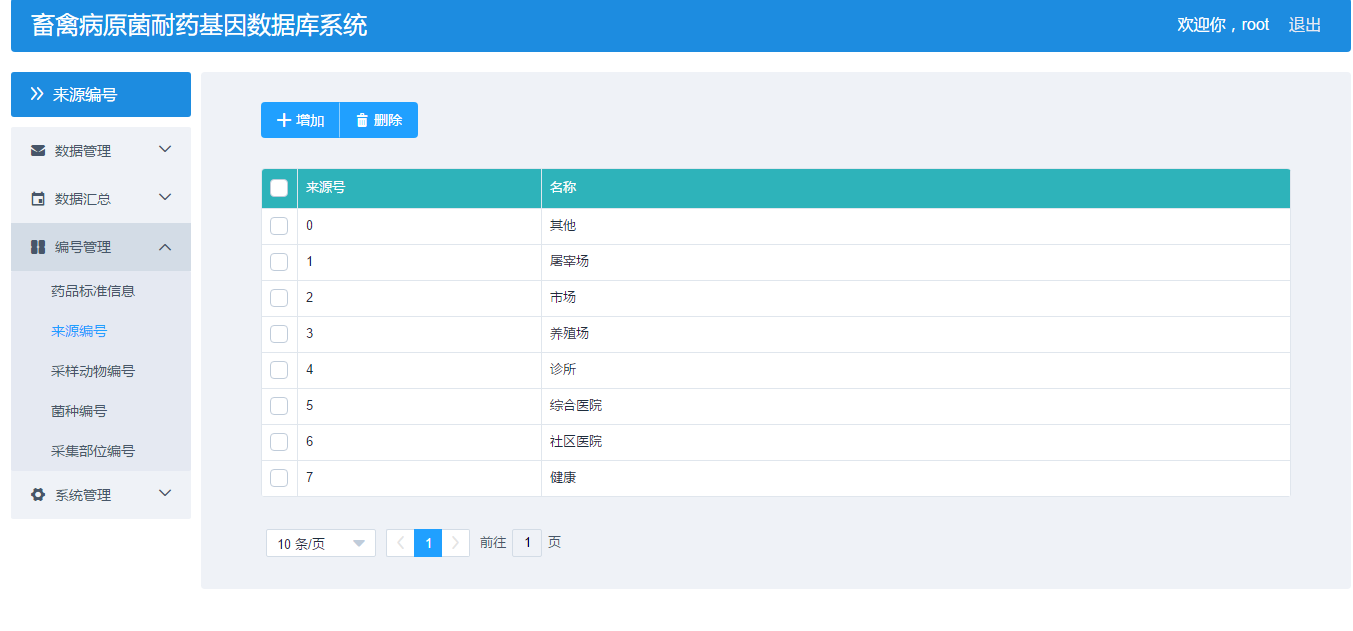 畜禽病原菌耐药基因数据库系统
欢迎你，root 退出
来源编号
数据管理
数据汇总
编号管理
药品标准信息
来源编号
采样动物编号
菌种编号
采集部位编号
系统管理
增加 删除
来源号 名称
0 其他
1 屠宰场
2 市场
3 养殖场
4 诊所
5 综合医院
6 社区医院
7 健康
10 条/页 1 前往 1 页